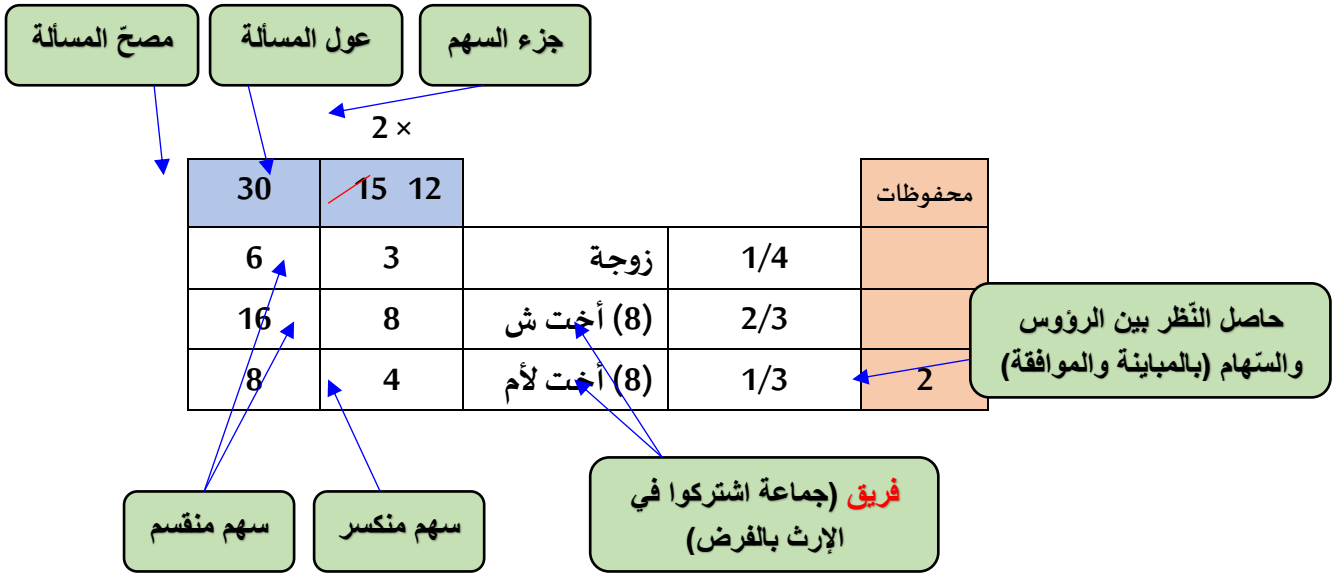 جزء السهم
عول المسألة
مصحّ المسألة
2 ×
محفوظات
15 12
30
1/4
زوجة
3
6
2/3
(8) أخت ش
8
16
2
1/3
(8) أخت لأم
4
8
حاصل النّظر بين الرؤوس
والسّهام (بالمباينة والموافقة)
فريق (جماعة اشتركوا في
الإرث بالفرض)
سهم منكسر
سهم منقسم